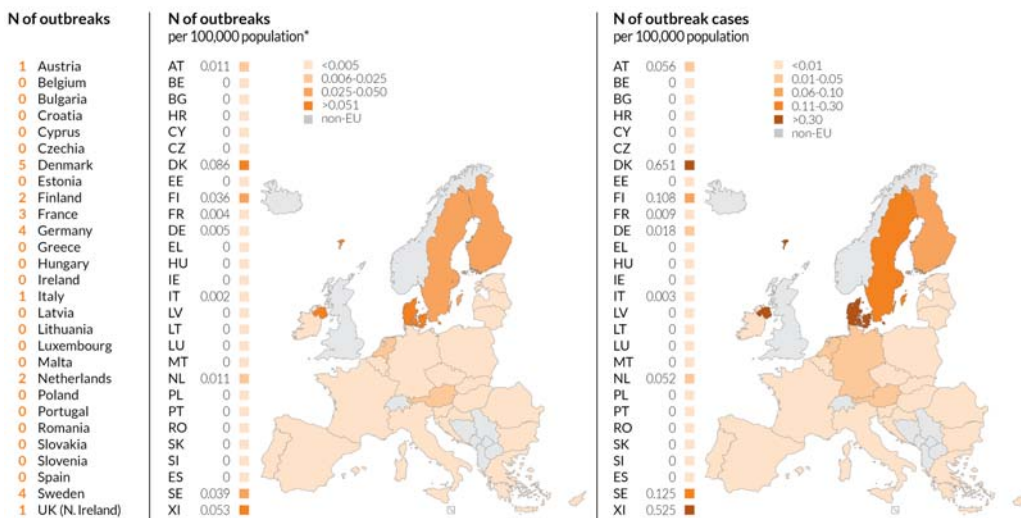 N of outbreaks
1 Austria
0 Belgium
0 Bulgaria
0 Croatia
0 Cyprus
0 Czechia
5 Denmark
0 Estonia
2 Finland
3 France
4 Germany
0 Greece
0 Hungary
0 Ireland
1 Italy
0 Latvia
0 Lithuania
0 Luxembourg
0 Malta
2 Netherlands
0 Poland
0 Portugal
0 Romania
0 Slovakia
0 Slovenia
0 Spain
4 Sweden
1 UK (N. Ireland)
N of outbreaks
per 100,000 population*
AT 0.011
BE 0
BG 0
HR 0
CY 0
CZ 0
DK 0.086
EE 0
FI 0.036
FR 0.004
DE 0.005
EL 0
HU 0
IE 0
IT 0.002
LV 0
LT 0
LU 0
MT 0
NL 0.011
PL 0
PT 0
RO 0
SK 0
SI 0
ES 0
SE 0.039
XI 0.053
<0.005
0.006-0.025
0.025-0.050
>0.051
non-EU
N of outbreak cases
per 100,000 population
AT 0.056
BE 0
BG 0
HR 0
CY 0
CZ 0
DK 0.651
EE 0
FI 0.108
FR 0.009
DE 0.018
EL 0
HU 0
IE 0
IT 0.003
LV 0
LT 0
LU 0
MT 0
NL 0.052
PL 0
PT 0
RO 0
SK 0
SI 0
ES 0
SE 0.125
XI 0.525
<0.01
0.01-0.05
0.06-0.10
0.11-0.30
>0.30
non-EU